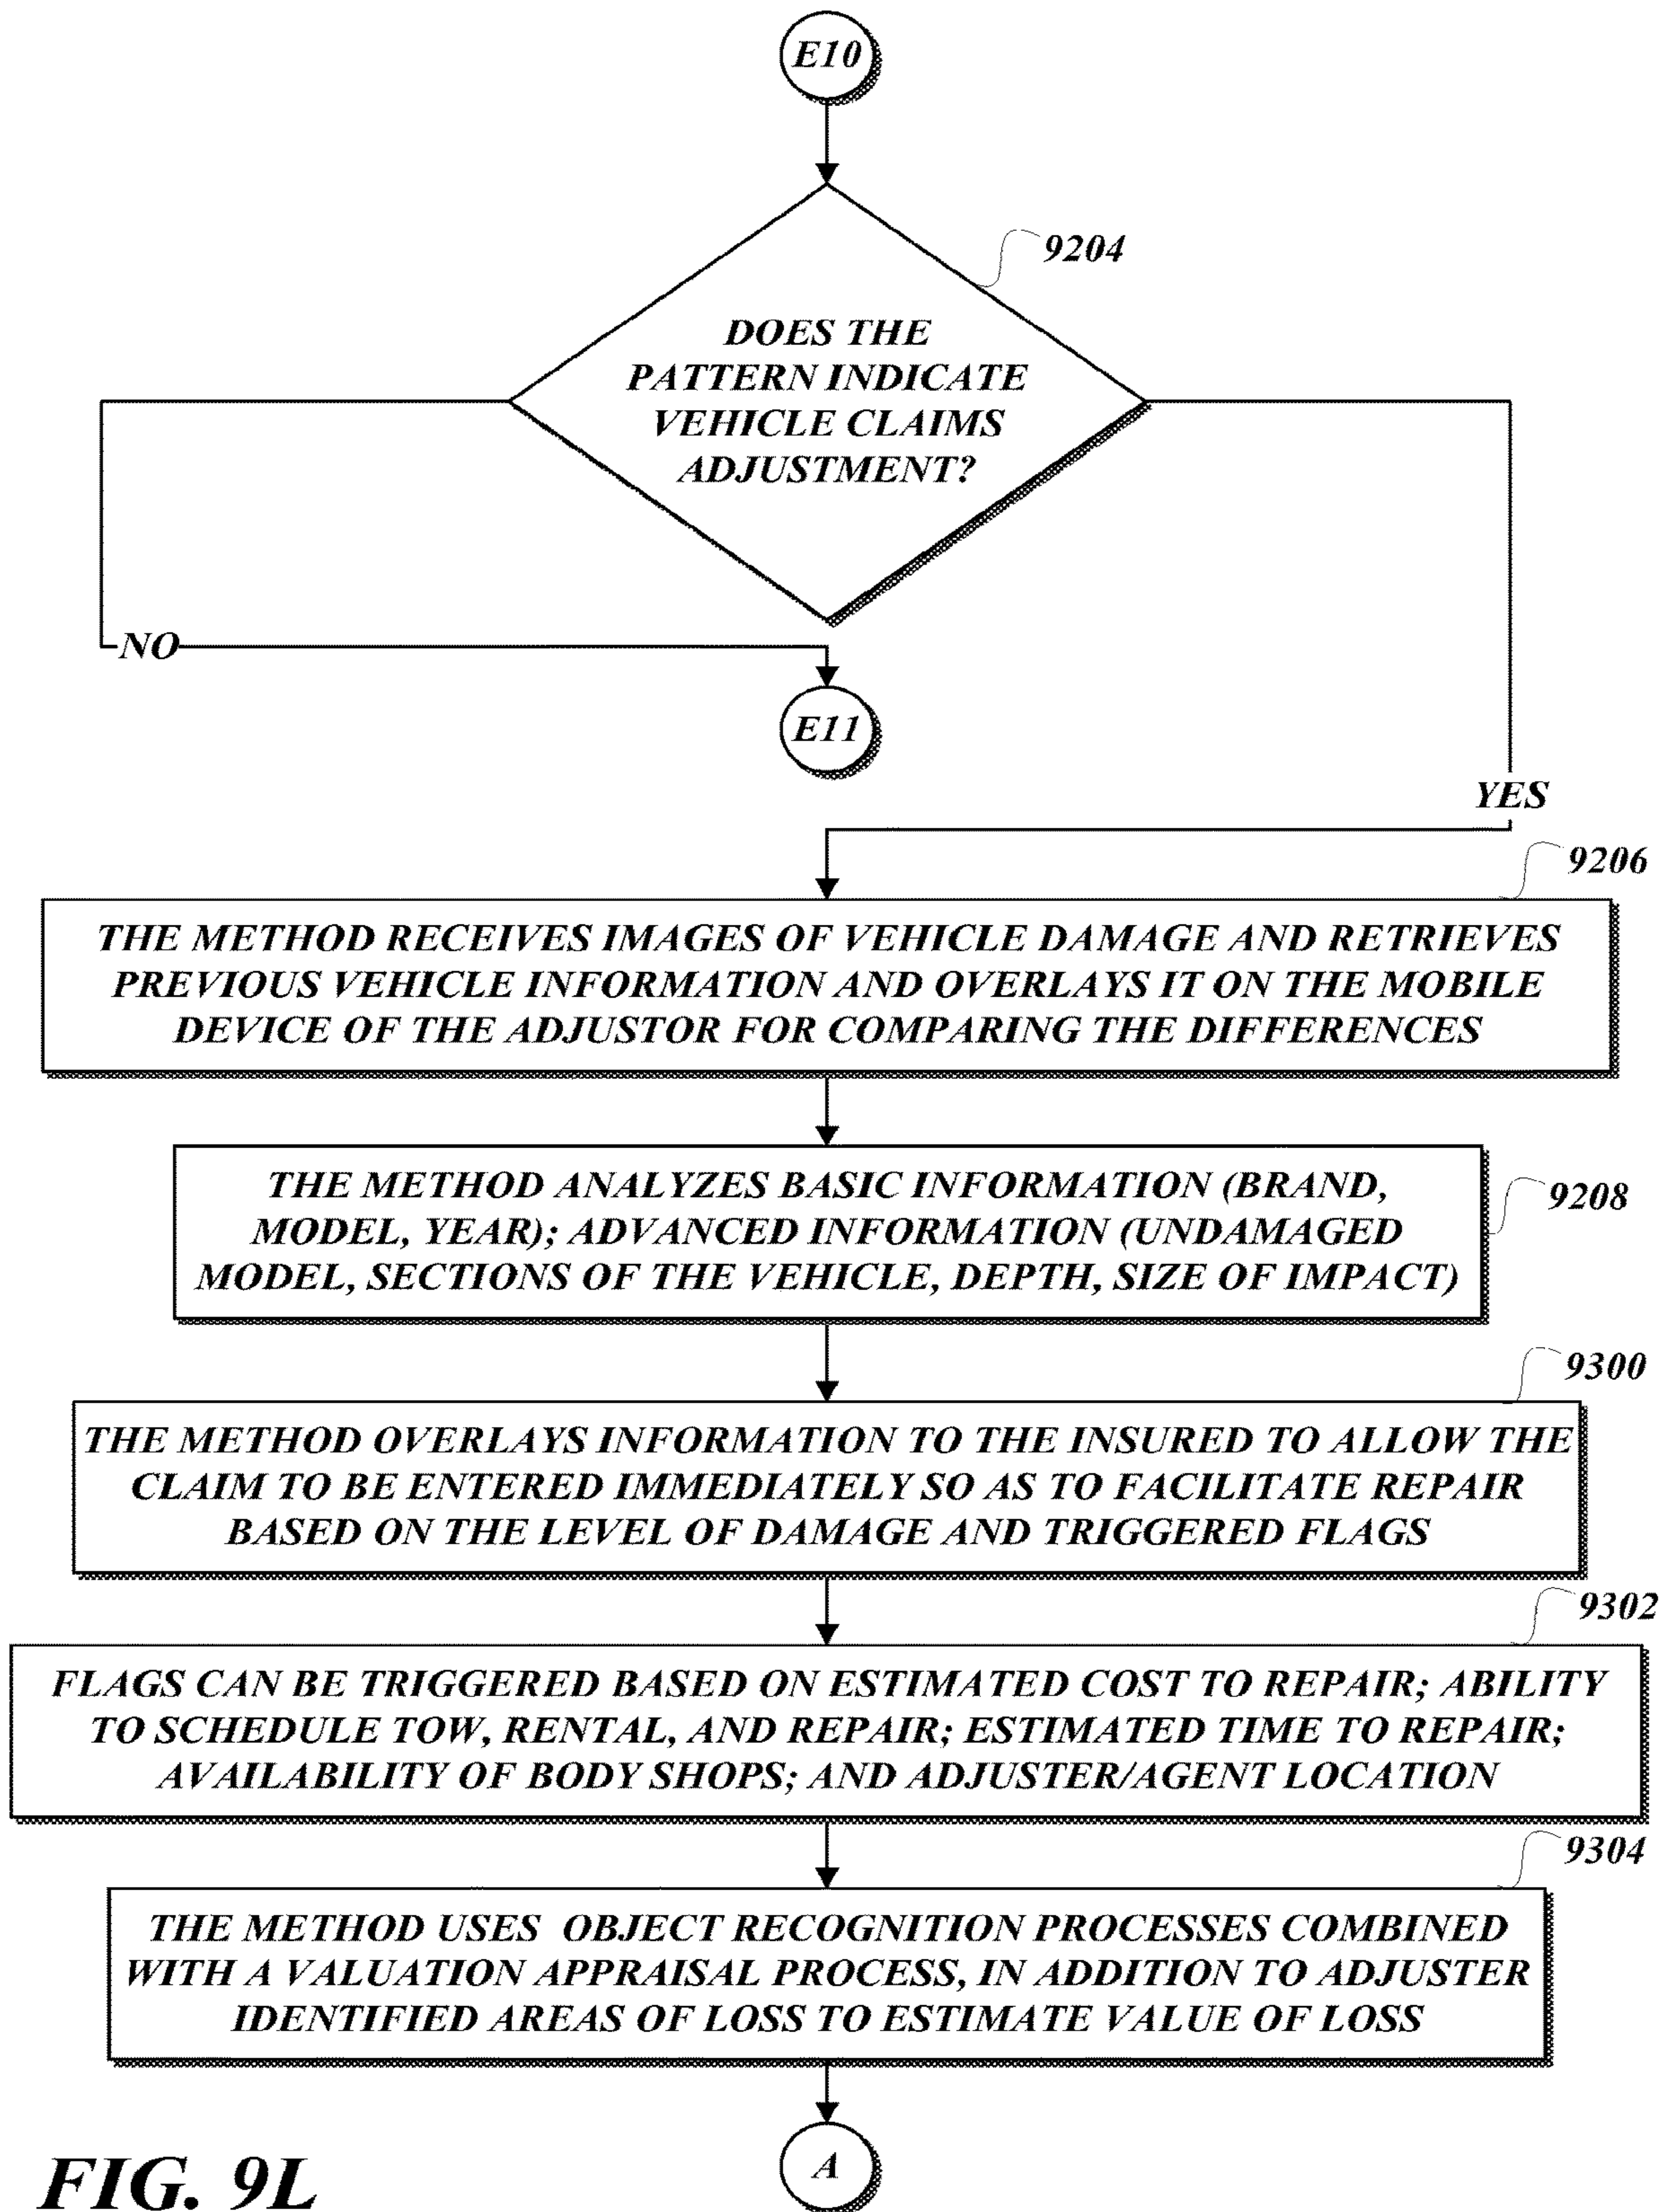 E10
9204
DOES THE
PATTERN INDICATE
VEHICLE CLAIMS
ADJUSTMENT?
NO
E11
YES
9206
THE METHOD RECEIVES IMAGES OF VEHICLE DAMAGE AND RETRIEVES
PREVIOUS VEHICLE INFORMATION AND OVERLAYS IT ON THE MOBILE
DEVICE OF THE ADJUSTOR FOR COMPARING THE DIFFERENCES
THE METHOD ANALYZES BASIC INFORMATION (BRAND,
MODEL, YEAR); ADVANCED INFORMATION (UNDAMAGED
MODEL, SECTIONS OF THE VEHICLE, DEPTH, SIZE OF IMPACT)
9208
9300
THE METHOD OVERLAYS INFORMATION TO THE INSURED TO ALLOW THE
CLAIM TO BE ENTERED IMMEDIATELY SO AS TO FACILITATE REPAIR
BASED ON THE LEVEL OF DAMAGE AND TRIGGERED FLAGS
9302
FLAGS CAN BE TRIGGERED BASED ON ESTIMATED COST TO REPAIR; ABILITY
TO SCHEDULE TOW, RENTAL, AND REPAIR; ESTIMATED TIME TO REPAIR;
AVAILABILITY OF BODY SHOPS; AND ADJUSTER/AGENT LOCATION
9304
THE METHOD USES OBJECT RECOGNITION PROCESSES COMBINED
WITH A VALUATION APPRAISAL PROCESS, IN ADDITION TO ADJUSTER
IDENTIFIED AREAS OF LOSS TO ESTIMATE VALUE OF LOSS
A
FIG. 9L